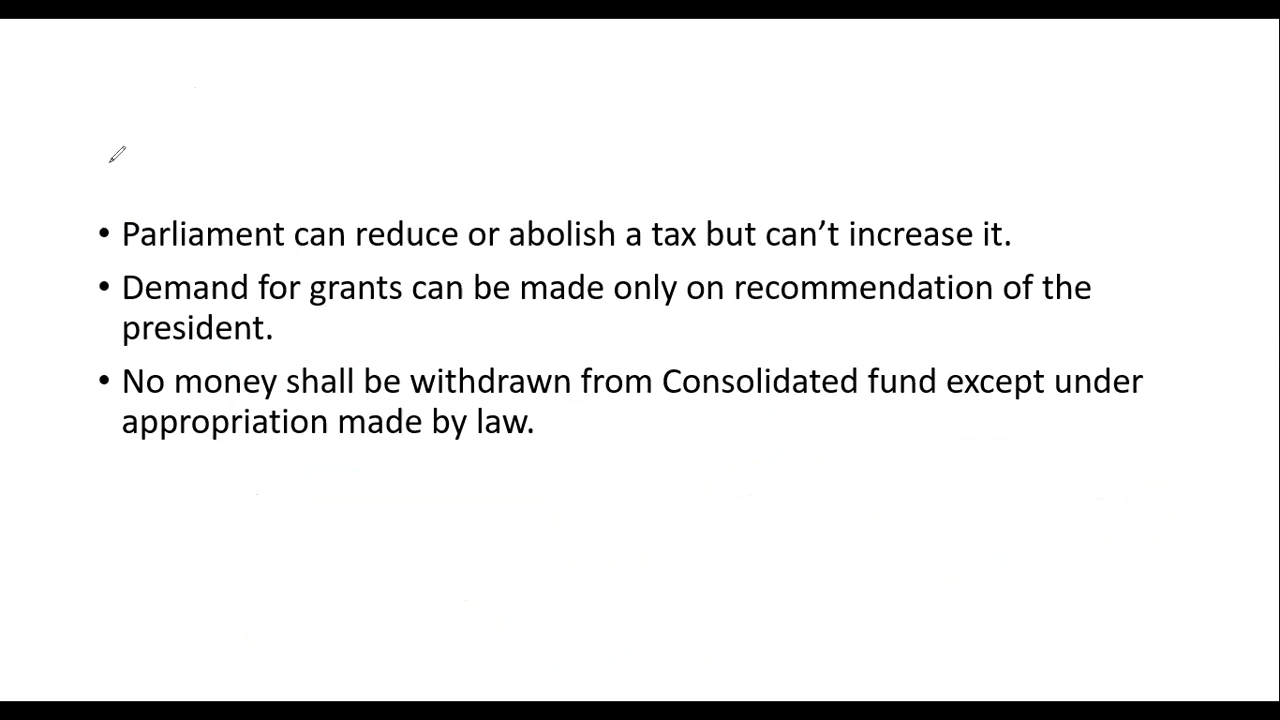 • Parliament can reduce or abolish a tax but can’t increase it.
• Demand for grants can be made only on recommendation of the
president.
• No money shall be withdrawn from Consolidated fund except under
appropriation made by law.